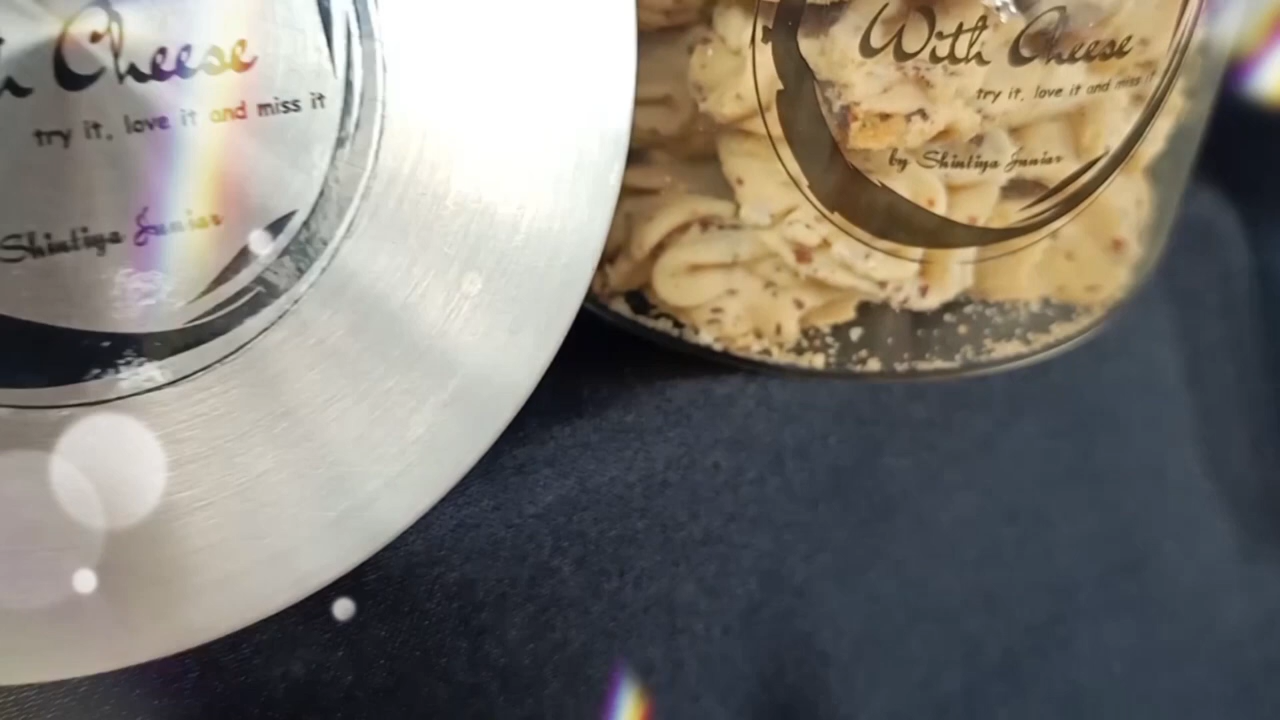 h Cheese
try it, love it and miss it
Shintiya Junior
With Cheese
try it, love it and miss it
by Shintiya Junior